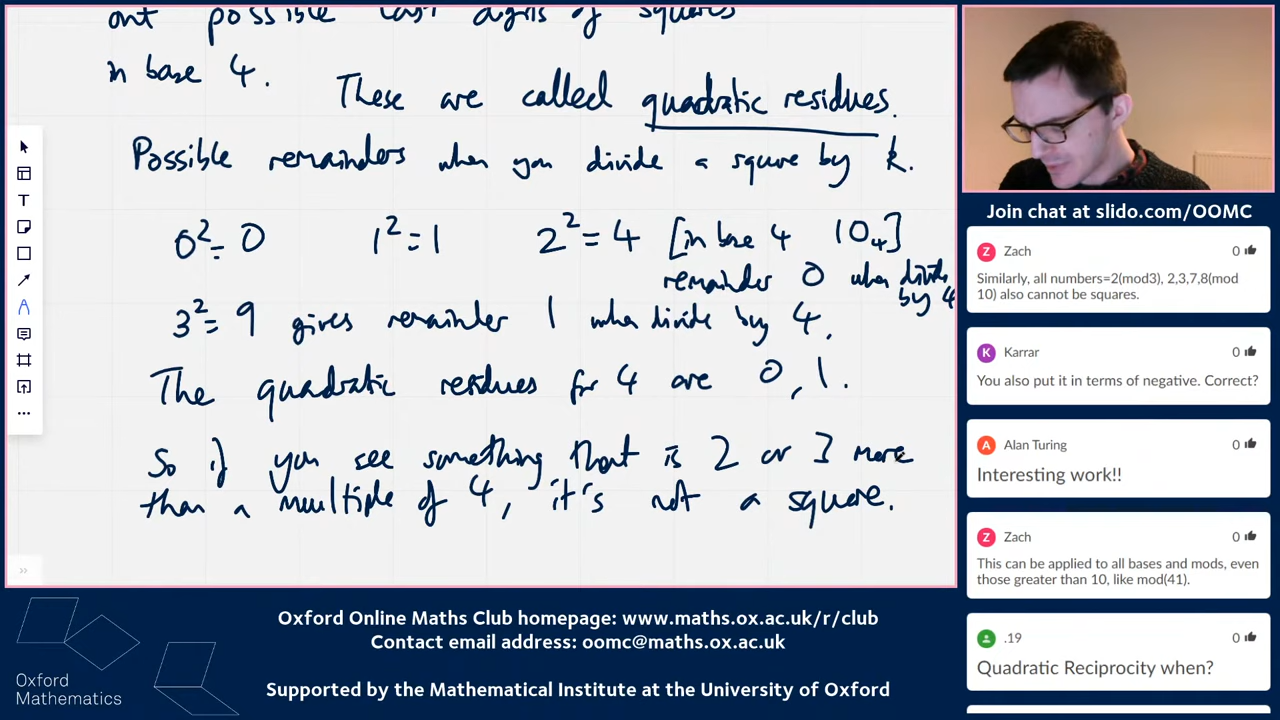 out possible last digits of squares
in base 4.
These are called quadratic residues.
Possible remainders when you divide a square by k.
0² = 0 1² = 1 2² = 4 [in base 4 10₄]
remainder 0 when divide
by 4
3² = 9 gives remainder 1 when divide by 4.
The quadratic residues for 4 are 0, 1.
So if you see something that is 2 or 3 more
than a multiple of 4, it's not a square.
Join chat at slido.com/OOMC
Z Zach 0
Similarly, all numbers=2(mod3), 2,3,7,8(mod
10) also cannot be squares.
K Karrar 0
You also put it in terms of negative. Correct?
A Alan Turing 0
Interesting work!!
Z Zach 0
This can be applied to all bases and mods, even
those greater than 10, like mod(41).
.19 0
Quadratic Reciprocity when?
Oxford
Mathematics
Oxford Online Maths Club homepage: www.maths.ox.ac.uk/r/club
Contact email address: oomc@maths.ox.ac.uk
Supported by the Mathematical Institute at the University of Oxford